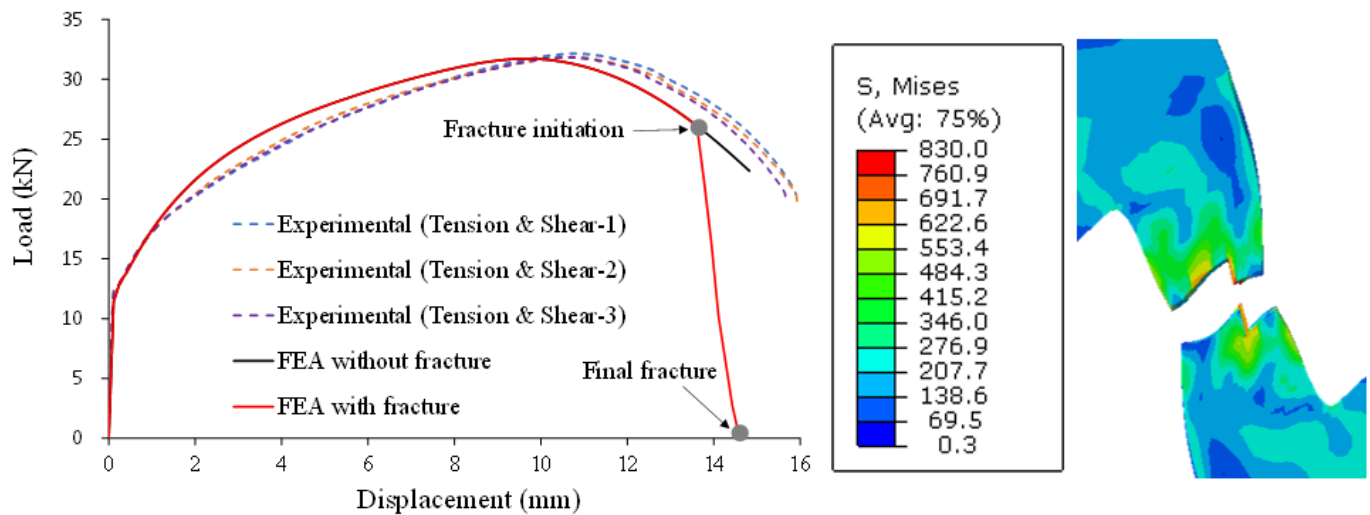 35
30
25
20
15
10
5
0
Load (kN)
0 2 4 6 8 10 12 14 16
Displacement (mm)
Fracture initiation
Experimental (Tension & Shear-1)
Experimental (Tension & Shear-2)
Experimental (Tension & Shear-3)
FEA without fracture
FEA with fracture
Final fracture
S, Mises
(Avg: 75%)
830.0
760.9
691.7
622.6
553.4
484.3
415.2
346.0
276.9
207.7
138.6
69.5
0.3